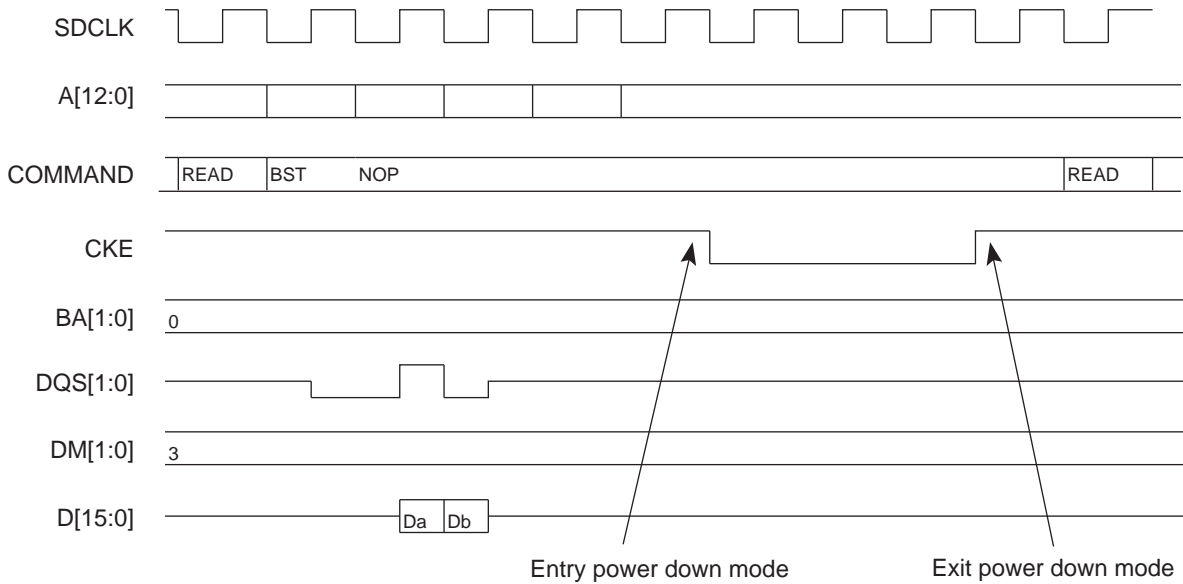 SDCLK
A[12:0]
COMMAND READ BST NOP READ
CKE
BA[1:0] 0
DQS[1:0]
DM[1:0] 3
D[15:0] Da Db
Entry power down mode Exit power down mode